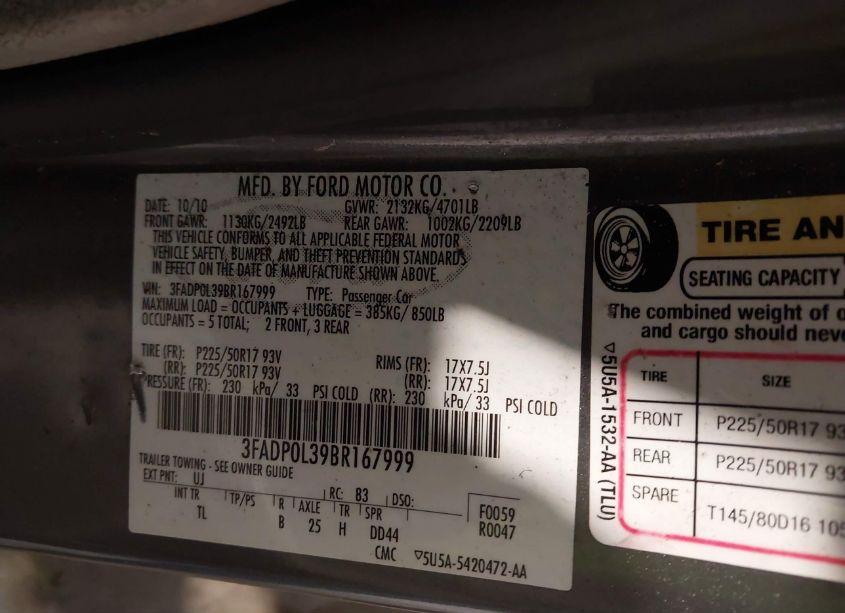 MFD. BY FORD MOTOR CO.
DATE: 10/10 GVWR: 2132KG/4701LB
FRONT GAWR: 1130KG/2492LB REAR GAWR: 1002KG/2209LB
THIS VEHICLE CONFORMS TO ALL APPLICABLE FEDERAL MOTOR
VEHICLE SAFETY, BUMPER, AND THEFT PREVENTION STANDARDS
IN EFFECT ON THE DATE OF MANUFACTURE SHOWN ABOVE.
VIN: 3FADP0L39BR167999 TYPE: Passenger Car
MAXIMUM LOAD = OCCUPANTS + LUGGAGE = 385KG/ 850LB
OCCUPANTS = 5 TOTAL; 2 FRONT, 3 REAR
TIRE (FR): P225/50R17 93V RIMS (FR): 17X7.5J
(RR): P225/50R17 93V (RR): 17X7.5J
PRESSURE (FR): 230 kPa/ 33 PSI COLD (RR): 230 kPa/ 33 PSI COLD
3FADP0L39BR167999
TRAILER TOWING - SEE OWNER GUIDE
EXT PNT: UJ RC: 83 DSO:
INT TR TP/PS R AXLE TR SPR F0059
TL B 25 H DD44 R0047
CMC ▽5U5A-5420472-AA
TIRE AN
SEATING CAPACITY
The combined weight of o
and cargo should neve
TIRE SIZE
FRONT P225/50R17 93
REAR P225/50R17 93
SPARE T145/80D16 105
▽5U5A-1532-AA (TLU)